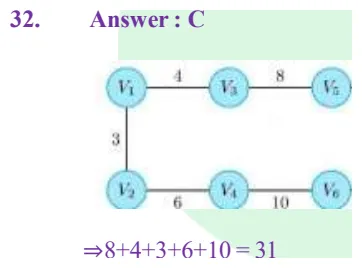 32. Answer : C
V₁ 4 V₃ 8 V₅
3
V₂ 6 V₄ 10 V₆
⇒8+4+3+6+10 = 31